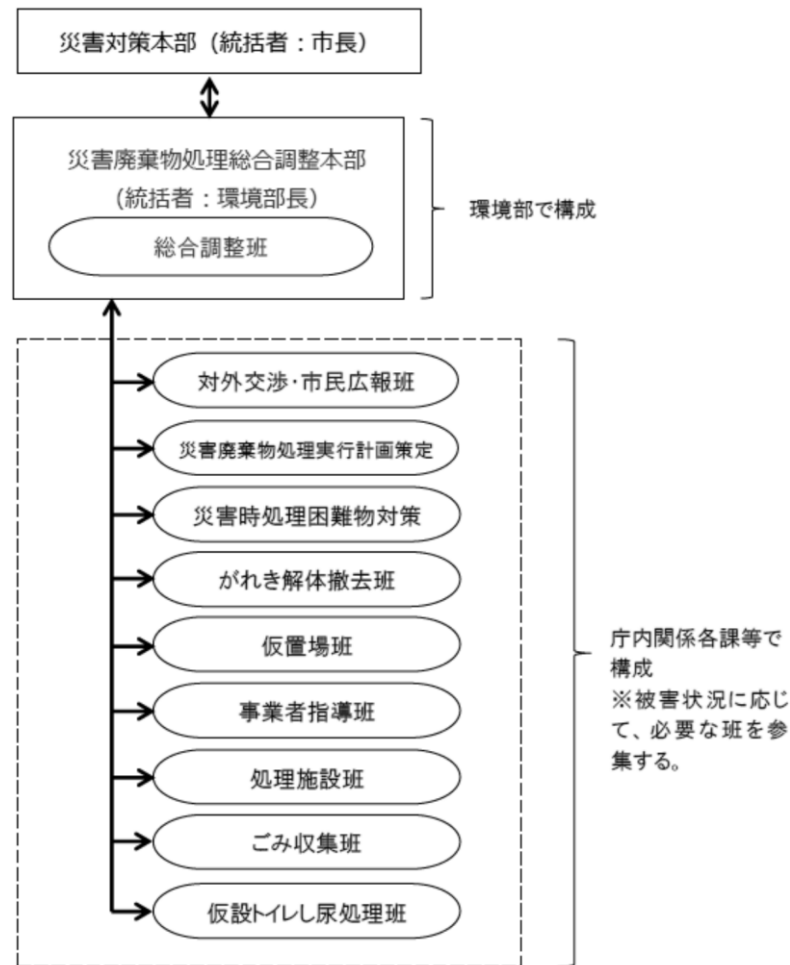 災害対策本部（統括者：市長）
災害廃棄物処理総合調整本部
（統括者：環境部長）
総合調整班
環境部で構成
対外交渉・市民広報班
災害廃棄物処理実行計画策定
災害時処理困難物対策
がれき解体撤去班
仮置場班
事業者指導班
処理施設班
ごみ収集班
仮設トイレし尿処理班
庁内関係各課等で
構成
※被害状況に応じ
て、必要な班を参
集する。